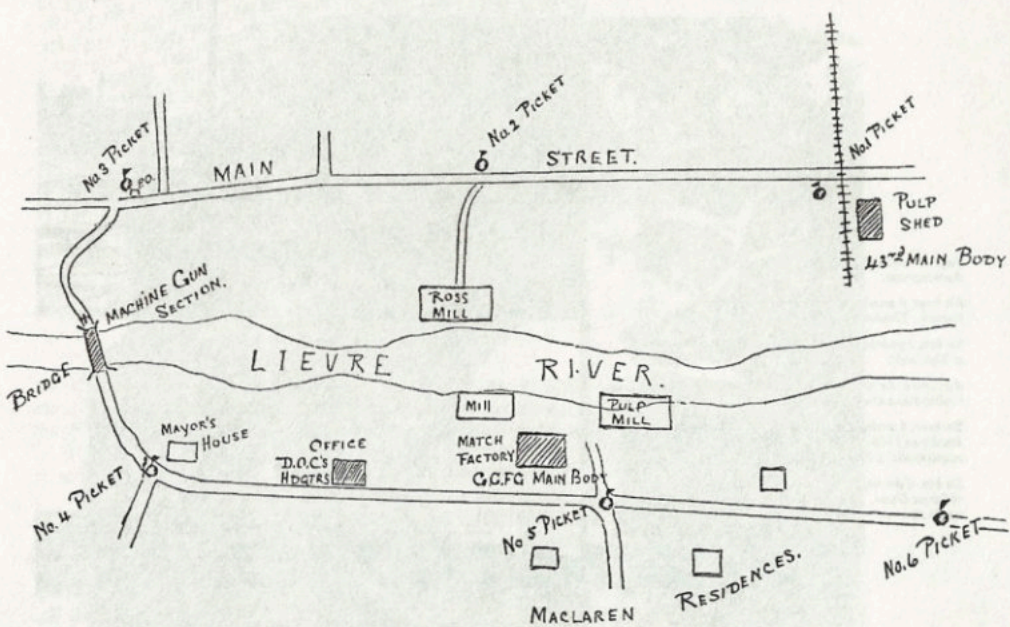 No. 3 PICKET
P.O.
MAIN
No. 2 PICKET
STREET.
No. 1 PICKET
PULP
SHED
43rd MAIN BODY
MACHINE GUN
SECTION.
ROSS
MILL
BRIDGE
LIEVRE RIVER.
MAYOR'S
HOUSE
OFFICE
D.O.C's
HDQTRS
MILL
MATCH
FACTORY
G.G.F.G MAIN BODY
PULP
MILL
No. 4 PICKET
No 5 PICKET
No. 6 PICKET
MACLAREN
RESIDENCES.